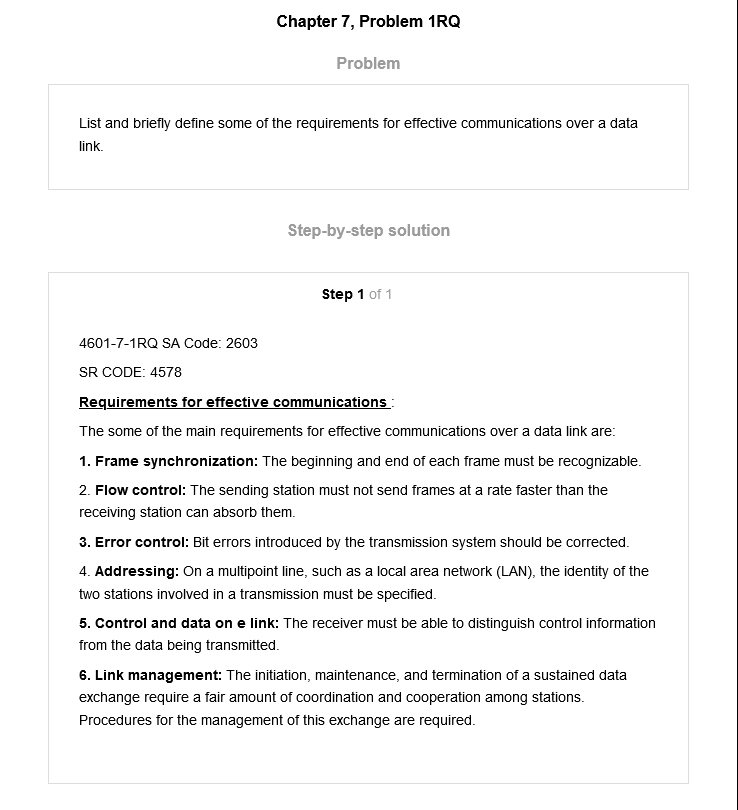 Chapter 7, Problem 1RQ
Problem
List and briefly define some of the requirements for effective communications over a data
link.
Step-by-step solution
Step 1 of 1
4601-7-1RQ SA Code: 2603
SR CODE: 4578
Requirements for effective communications :
The some of the main requirements for effective communications over a data link are:
1. Frame synchronization: The beginning and end of each frame must be recognizable.
2. Flow control: The sending station must not send frames at a rate faster than the
receiving station can absorb them.
3. Error control: Bit errors introduced by the transmission system should be corrected.
4. Addressing: On a multipoint line, such as a local area network (LAN), the identity of the
two stations involved in a transmission must be specified.
5. Control and data on e link: The receiver must be able to distinguish control information
from the data being transmitted.
6. Link management: The initiation, maintenance, and termination of a sustained data
exchange require a fair amount of coordination and cooperation among stations.
Procedures for the management of this exchange are required.